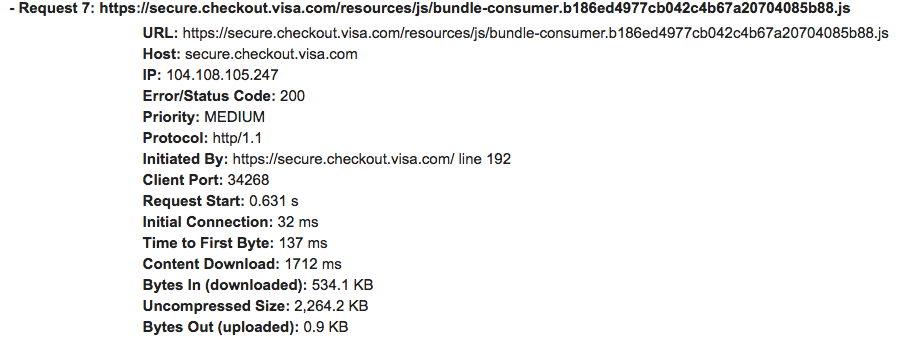 - Request 7: https://secure.checkout.visa.com/resources/js/bundle-consumer.b186ed4977cb042c4b67a20704085b88.js
URL: https://secure.checkout.visa.com/resources/js/bundle-consumer.b186ed4977cb042c4b67a20704085b88.js
Host: secure.checkout.visa.com
IP: 104.108.105.247
Error/Status Code: 200
Priority: MEDIUM
Protocol: http/1.1
Initiated By: https://secure.checkout.visa.com/ line 192
Client Port: 34268
Request Start: 0.631 s
Initial Connection: 32 ms
Time to First Byte: 137 ms
Content Download: 1712 ms
Bytes In (downloaded): 534.1 KB
Uncompressed Size: 2,264.2 KB
Bytes Out (uploaded): 0.9 KB